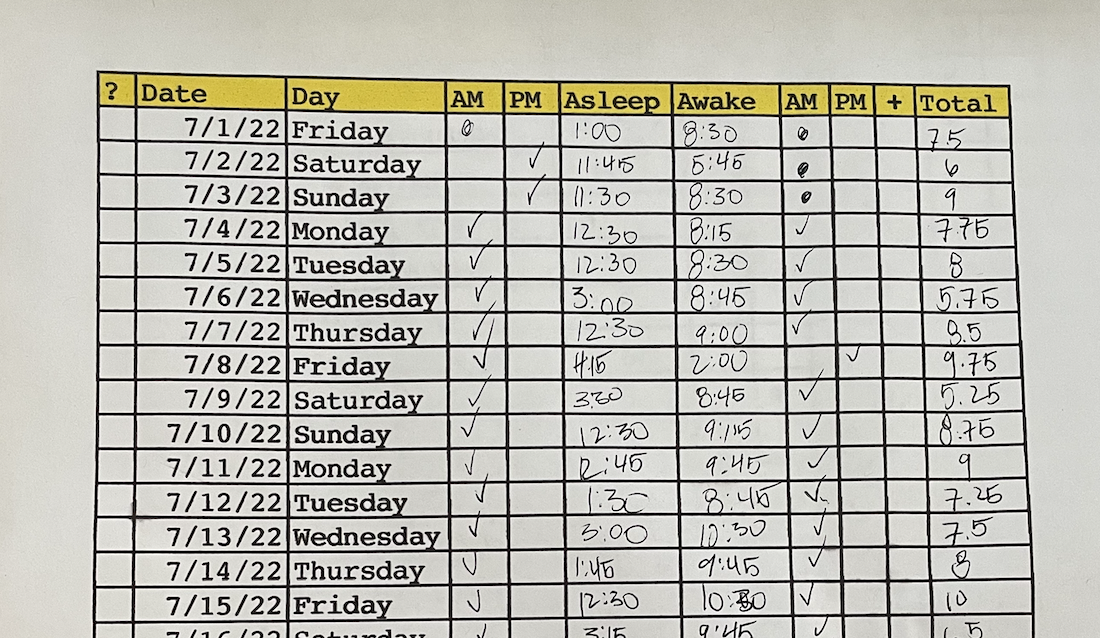 ? Date Day AM PM Asleep Awake AM PM + Total
7/1/22 Friday 1:00 8:30 7.5
7/2/22 Saturday ✓ 11:45 5:45 6
7/3/22 Sunday ✓ 11:30 8:30 9
7/4/22 Monday ✓ 12:30 8:15 ✓ 7.75
7/5/22 Tuesday ✓ 12:30 8:30 ✓ 8
7/6/22 Wednesday ✓ 3:00 8:45 ✓ 5.75
7/7/22 Thursday ✓ 12:30 9:00 ✓ 8.5
7/8/22 Friday ✓ 4:15 2:00 ✓ 9.75
7/9/22 Saturday ✓ 3:30 8:45 ✓ 5.25
7/10/22 Sunday ✓ 12:30 9:15 ✓ 8.75
7/11/22 Monday ✓ 12:45 9:45 ✓ 9
7/12/22 Tuesday ✓ 1:30 8:45 ✓ 7.25
7/13/22 Wednesday ✓ 3:00 10:30 ✓ 7.5
7/14/22 Thursday ✓ 1:45 9:45 ✓ 8
7/15/22 Friday ✓ 12:30 10:30 ✓ 10
7/16/22 Saturday ✓ 3:15 9:45 ✓ 6.5